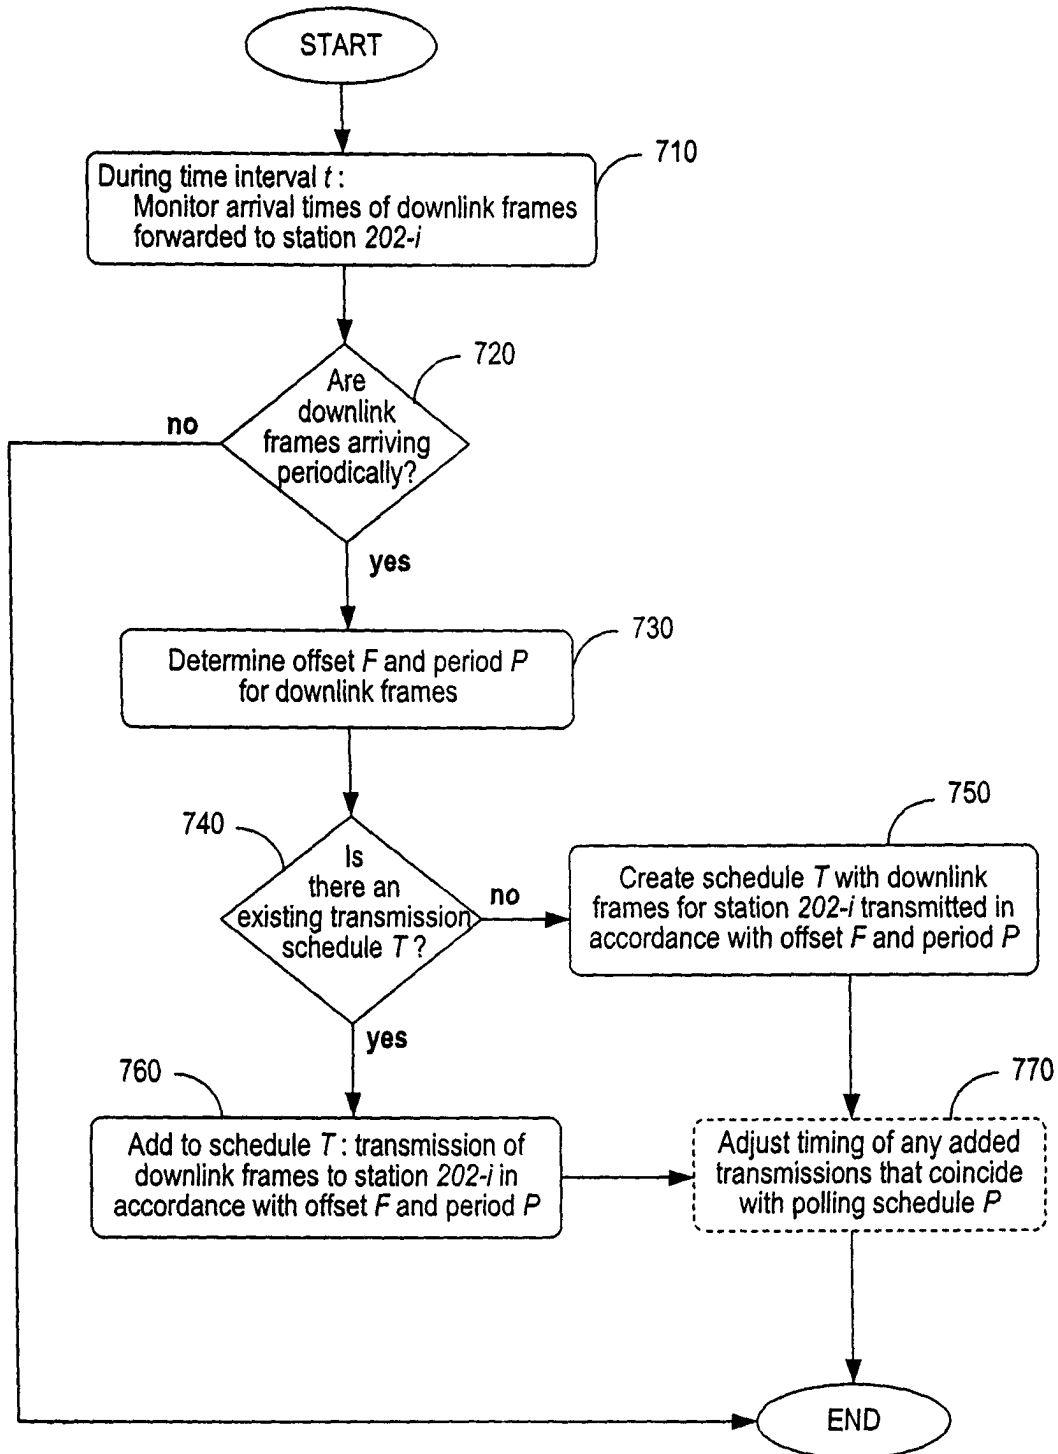 START
710
During time interval t :
Monitor arrival times of downlink frames
forwarded to station 202-i
720
Are
downlink
frames arriving
periodically?
no
yes
730
Determine offset F and period P
for downlink frames
740
Is
there an
existing transmission
schedule T ?
no
yes
750
Create schedule T with downlink
frames for station 202-i transmitted in
accordance with offset F and period P
760
Add to schedule T : transmission of
downlink frames to station 202-i in
accordance with offset F and period P
770
Adjust timing of any added
transmissions that coincide
with polling schedule P
END